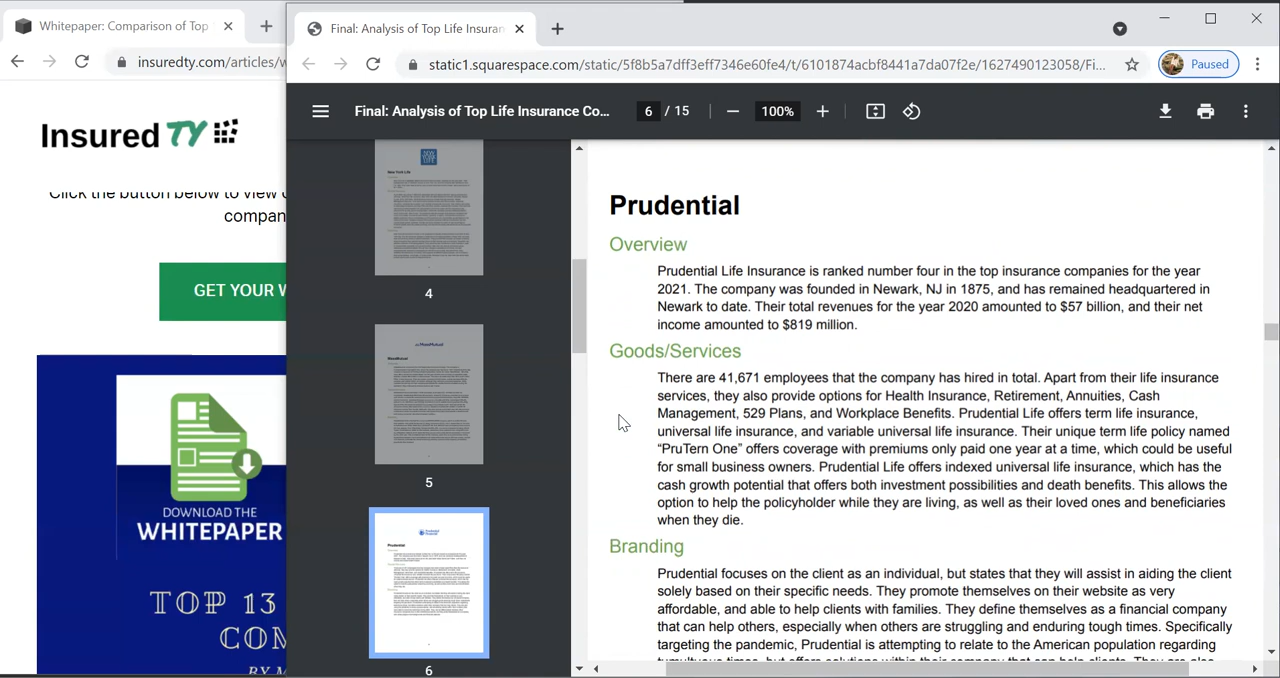 Whitepaper: Comparison of Top
insuredty.com/articles/w
Insured TY
Click the button below to view
compan
GET YOUR W
DOWNLOAD THE
WHITEPAPER
TOP 13
COM
BY M
Final: Analysis of Top Life Insuran
static1.squarespace.com/static/5f8b5a7dff3eff7346e60fe4/t/6101874acbf8441a7da07f2e/1627490123058/Fi...
Paused
Final: Analysis of Top Life Insurance Co...
6 / 15
100%
New York Life
4
MassMutual
5
Prudential
6
Prudential
Overview
Prudential Life Insurance is ranked number four in the top insurance companies for the year
2021. The company was founded in Newark, NJ in 1875, and has remained headquartered in
Newark to date. Their total revenues for the year 2020 amounted to $57 billion, and their net
income amounted to $819 million.
Goods/Services
There are 41,671 employees that the company has hired in total. Apart from their life insurance
services, they also provide options for Health Insurance, Retirement, Annuities, Cash
Management, 529 Plans, and Workplace Benefits. Prudential Life offers term life insurance,
universal life insurance, and variable universal life insurance. Their unique term life policy named
“PruTern One” offers coverage with premiums only paid one year at a time, which could be useful
for small business owners. Prudential Life offers indexed universal life insurance, which has the
cash growth potential that offers both investment possibilities and death benefits. This allows the
option to help the policyholder while they are living, as well as their loved ones and beneficiaries
when they die.
Branding
Prudential focuses on the client as an individual, but states that they will assist in aiding the client
so that they meet specific needs. They promote themselves on their website as very
affordable, and able to help clients with families. They define themselves as a financial company
that can help others, especially when others are struggling and enduring tough times. Specifically
targeting the pandemic, Prudential is attempting to relate to the American population regarding